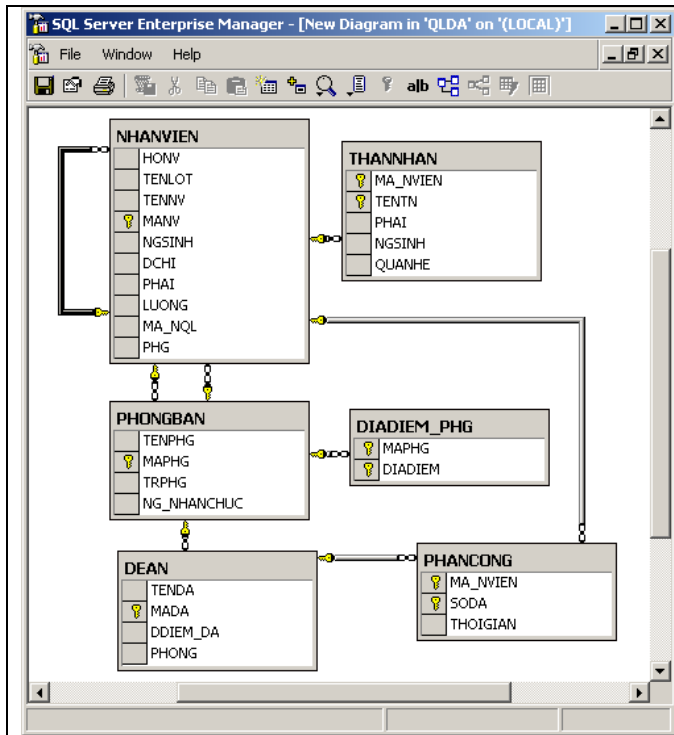 SQL Server Enterprise Manager - [New Diagram in 'QLDA' on '(LOCAL)']
File Window Help
a|b
NHANVIEN
HONV
TENLOT
TENNV
MANV
NGSINH
DCHI
PHAI
LUONG
MA_NQL
PHG
THANNHAN
MA_NVIEN
TENTN
PHAI
NGSINH
QUANHE
PHONGBAN
TENPHG
MAPHG
TRPHG
NG_NHANCHUC
DIADIEM_PHG
MAPHG
DIADIEM
DEAN
TENDA
MADA
DDIEM_DA
PHONG
PHANCONG
MA_NVIEN
SODA
THOIGIAN